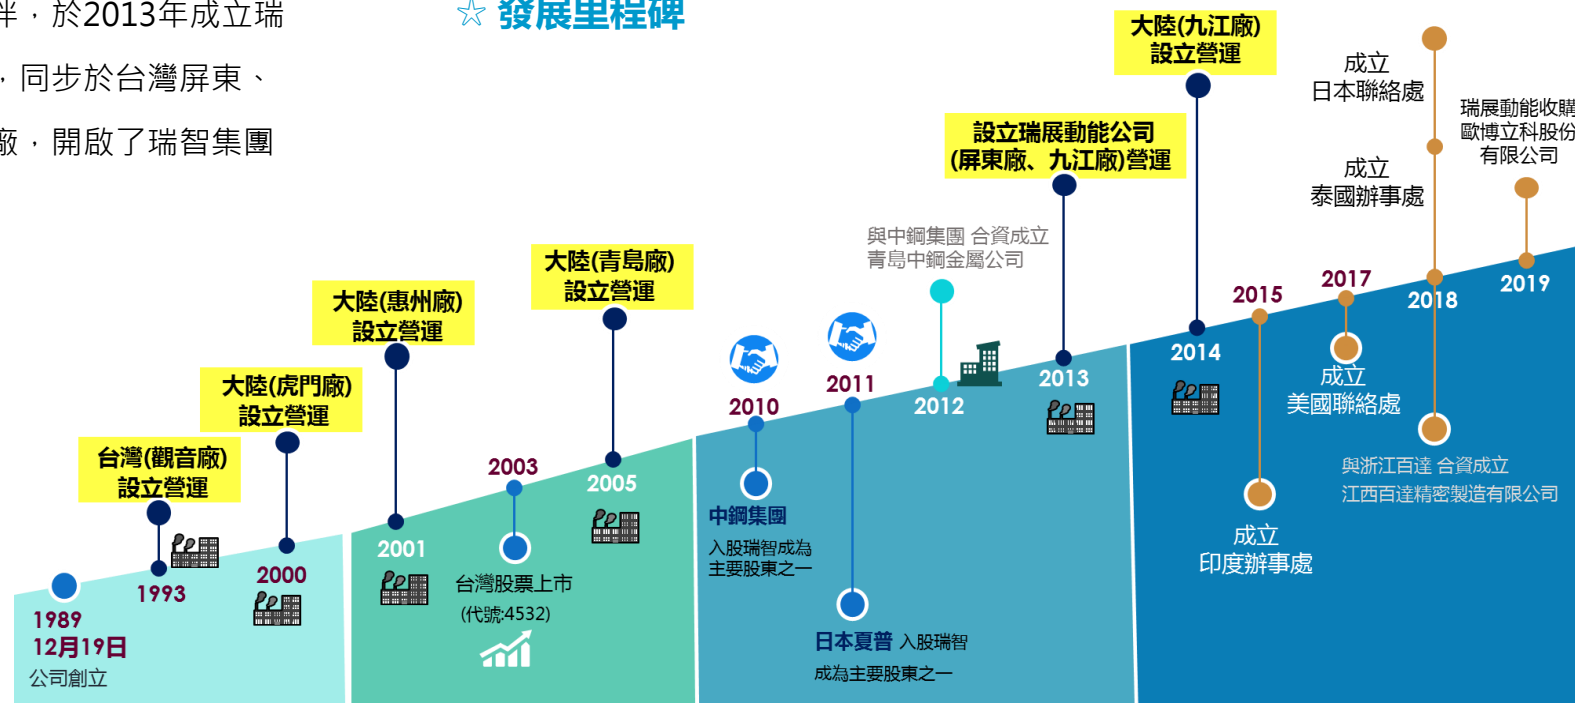 伴，於2013年成立瑞
，同步於台灣屏東、
廠，開啟了瑞智集團
☆ 發展里程碑
1989
12月19日
公司創立
台灣(觀音廠)
設立營運
1993
大陸(虎門廠)
設立營運
2000
大陸(惠州廠)
設立營運
2001
2003
台灣股票上市
(代號:4532)
大陸(青島廠)
設立營運
2005
2010
中鋼集團
入股瑞智成為
主要股東之一
2011
日本夏普 入股瑞智
成為主要股東之一
與中鋼集團 合資成立
青島中鋼金屬公司
2012
設立瑞展動能公司
(屏東廠、九江廠)營運
2013
大陸(九江廠)
設立營運
2014
2015
成立
印度辦事處
2017
成立
美國聯絡處
成立
日本聯絡處
成立
泰國辦事處
2018
與浙江百達 合資成立
江西百達精密製造有限公司
瑞展動能收購
歐博立科股份
有限公司
2019